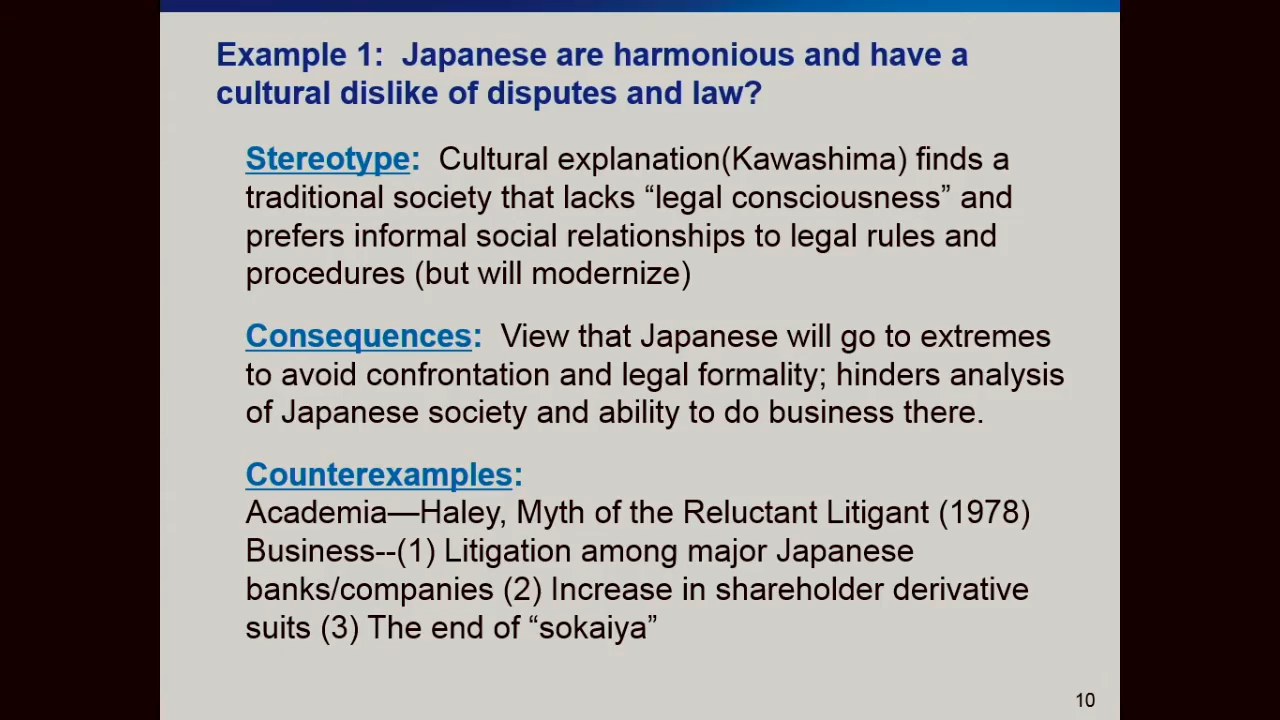 Example 1:  Japanese are harmonious and have a
cultural dislike of disputes and law?
Stereotype:  Cultural explanation(Kawashima) finds a
traditional society that lacks “legal consciousness” and
prefers informal social relationships to legal rules and
procedures (but will modernize)
Consequences:  View that Japanese will go to extremes
to avoid confrontation and legal formality; hinders analysis
of Japanese society and ability to do business there.
Counterexamples:
Academia—Haley, Myth of the Reluctant Litigant (1978)
Business--(1) Litigation among major Japanese
banks/companies (2) Increase in shareholder derivative
suits (3) The end of “sokaiya”
10